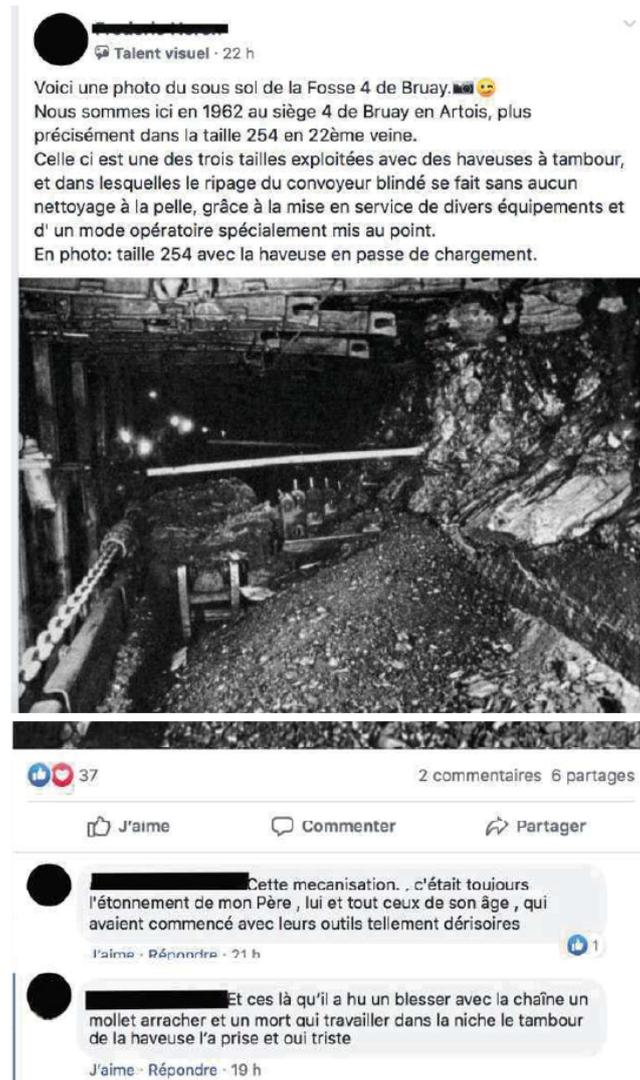 Talent visuel · 22 h
Voici une photo du sous sol de la Fosse 4 de Bruay.📷😉
Nous sommes ici en 1962 au siège 4 de Bruay en Artois, plus
précisément dans la taille 254 en 22ème veine.
Celle ci est une des trois tailles exploitées avec des haveuses à tambour,
et dans lesquelles le ripage du convoyeur blindé se fait sans aucun
nettoyage à la pelle, grâce à la mise en service de divers équipements et
d' un mode opératoire spécialement mis au point.
En photo: taille 254 avec la haveuse en passe de chargement.
37
2 commentaires 6 partages
J'aime
Commenter
Partager
Cette mecanisation. , c'était toujours
l'étonnement de mon Père , lui et tout ceux de son âge , qui
avaient commencé avec leurs outils tellement dérisoires
1
J'aime · Répondre · 21 h
Et ces là qu'il a hu un blesser avec la chaîne un
mollet arracher et un mort qui travailler dans la niche le tambour
de la haveuse l'a prise et oui triste
J'aime · Répondre · 19 h